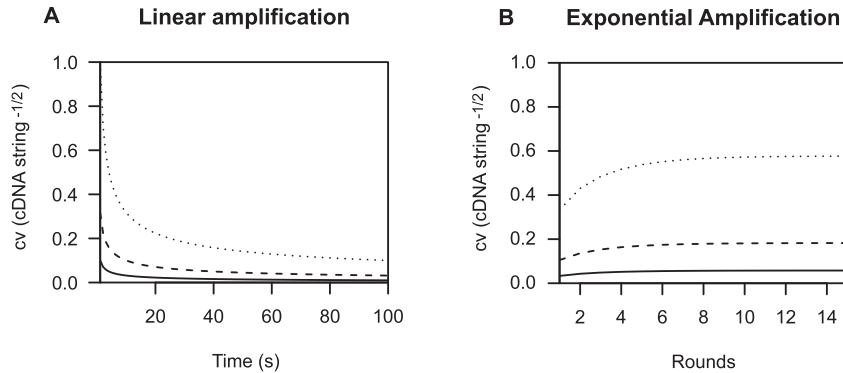 A Linear amplification
cv (cDNA string -1/2)
1.0
0.8
0.6
0.4
0.2
0.0
20 40 60 80 100
Time (s)
B Exponential Amplification
cv (cDNA string -1/2)
1.0
0.8
0.6
0.4
0.2
0.0
2 4 6 8 10 12 14
Rounds